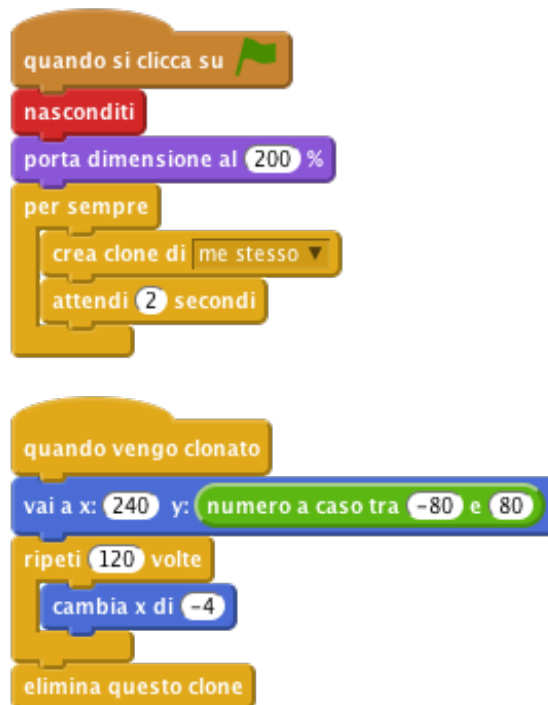 quando si clicca su
nasconditi
porta dimensione al 200 %
per sempre
crea clone di me stesso
attendi 2 secondi
quando vengo clonato
vai a x: 240 y: numero a caso tra -80 e 80
ripeti 120 volte
cambia x di -4
elimina questo clone